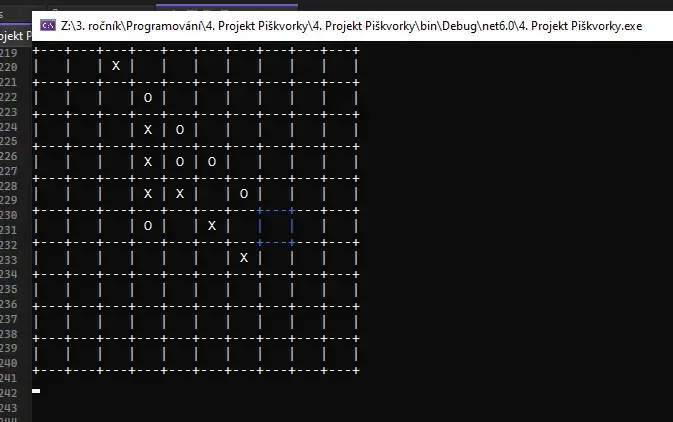 Z:\3. ročník\Programování\4. Projekt Piškvorky\4. Projekt Piškvorky\bin\Debug\net6.0\4. Projekt Piškvorky.exe
ojekt P
219 +---+---+---+---+---+---+---+---+---+---+
220 |   |   | X |   |   |   |   |   |   |   |
221 +---+---+---+---+---+---+---+---+---+---+
222 |   |   |   | O |   |   |   |   |   |   |
223 +---+---+---+---+---+---+---+---+---+---+
224 |   |   |   | X | O |   |   |   |   |   |
225 +---+---+---+---+---+---+---+---+---+---+
226 |   |   |   | X | O | O |   |   |   |   |
227 +---+---+---+---+---+---+---+---+---+---+
228 |   |   |   | X | X |   | O |   |   |   |
229
230 +---+---+---+---+---+---+---+---+---+---+
231 |   |   |   | O |   | X |   |   |   |   |
232 +---+---+---+---+---+---+---+---+---+---+
233 |   |   |   |   |   |   | X |   |   |   |
234 +---+---+---+---+---+---+---+---+---+---+
235 |   |   |   |   |   |   |   |   |   |   |
236 +---+---+---+---+---+---+---+---+---+---+
237 |   |   |   |   |   |   |   |   |   |   |
238 +---+---+---+---+---+---+---+---+---+---+
239 |   |   |   |   |   |   |   |   |   |   |
240 +---+---+---+---+---+---+---+---+---+---+
241
242
243